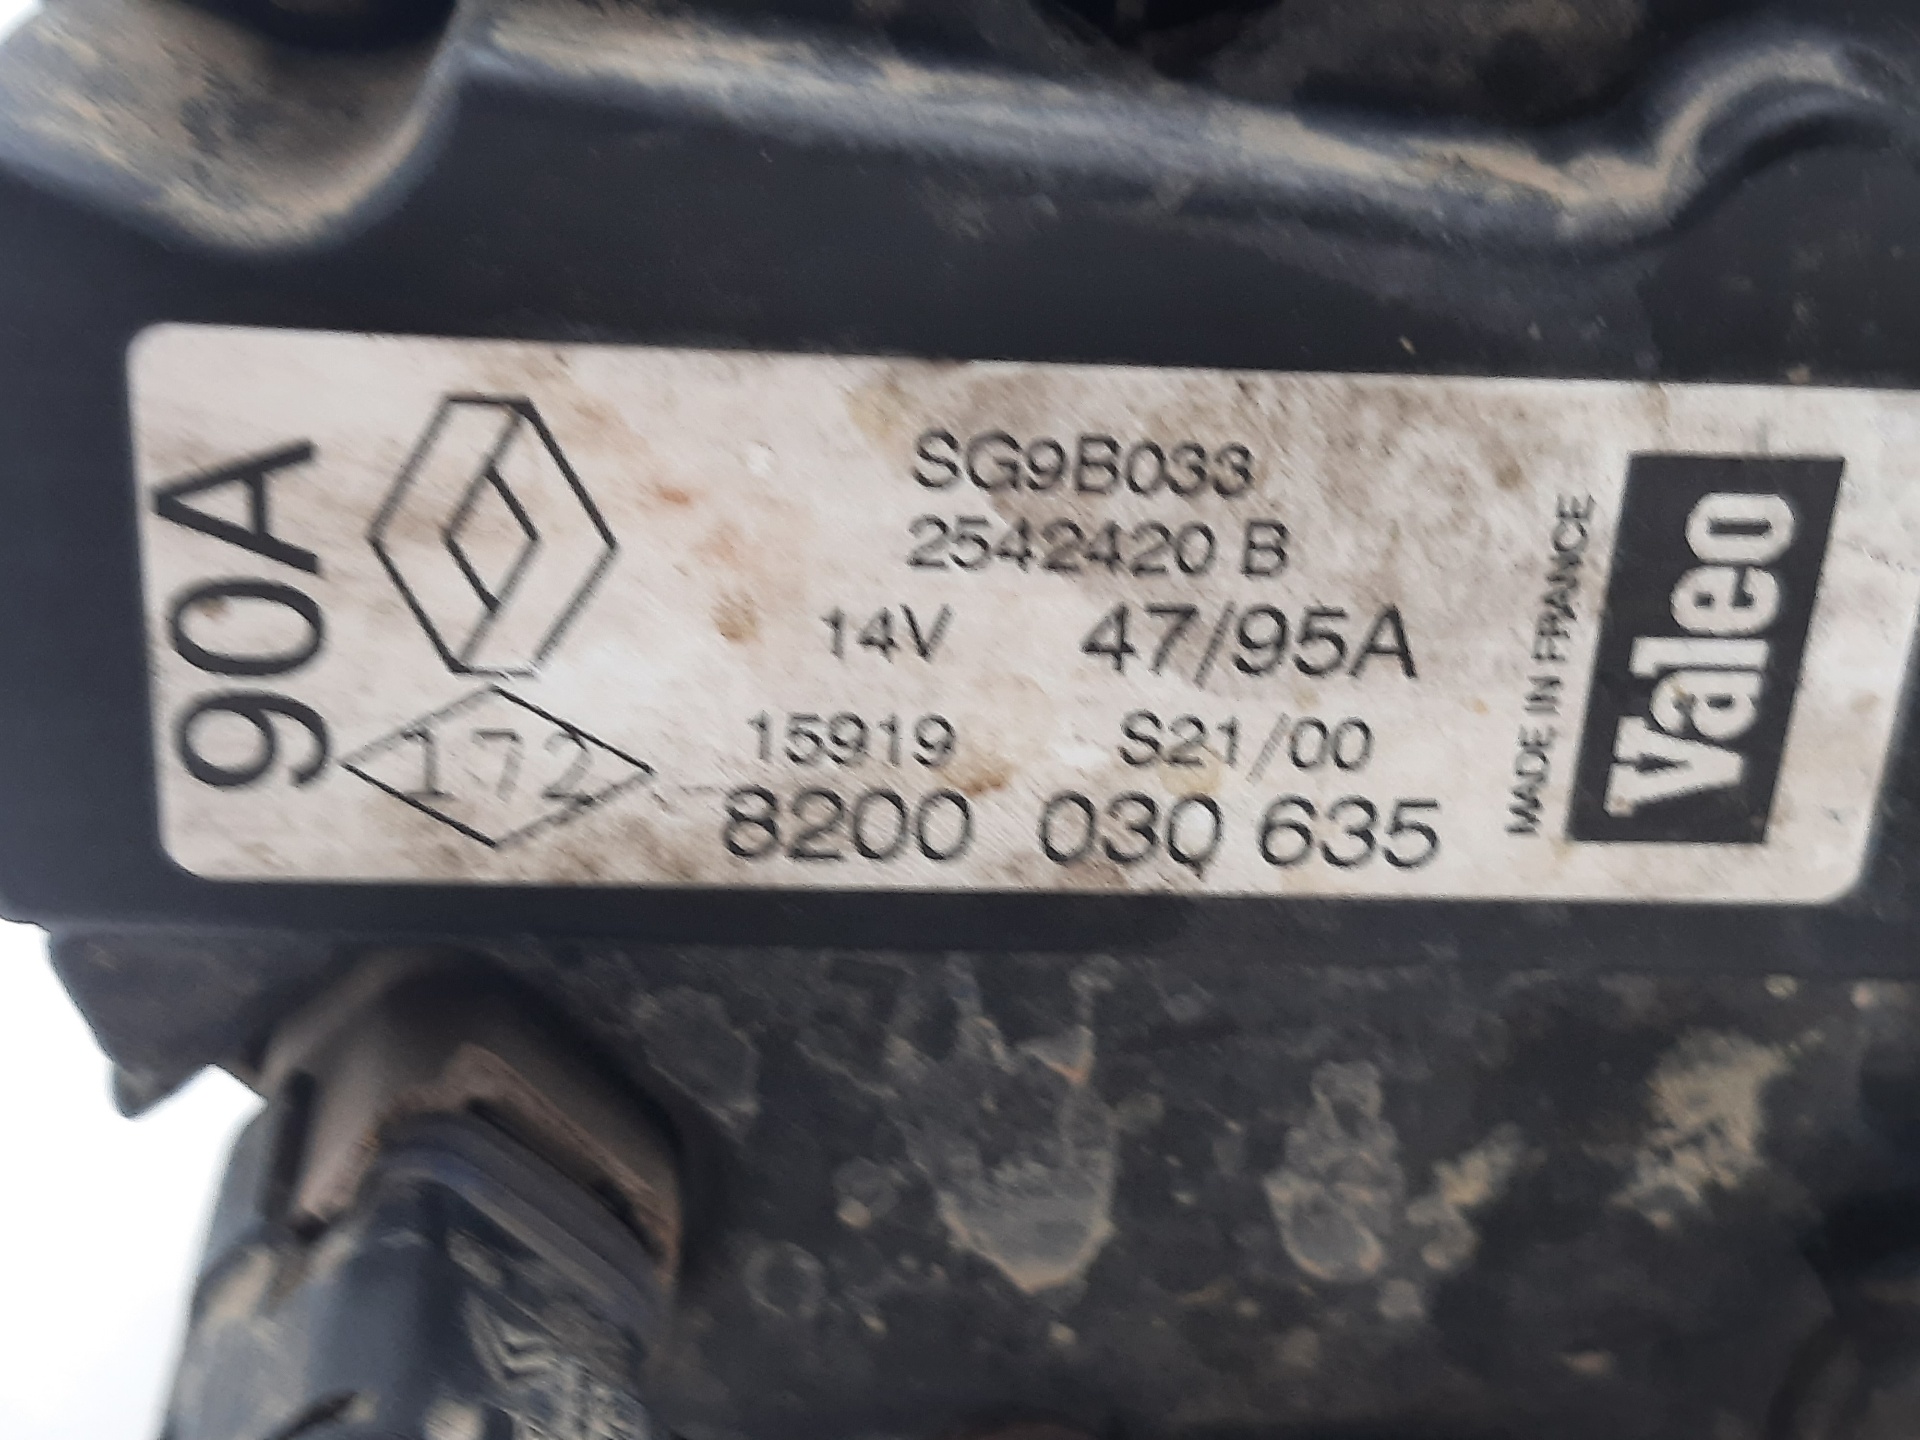 90A
172
SG9B033
2542420 B
14V 47/95A
15919 S21/00
8200 030 635
MADE IN FRANCE
Valeo